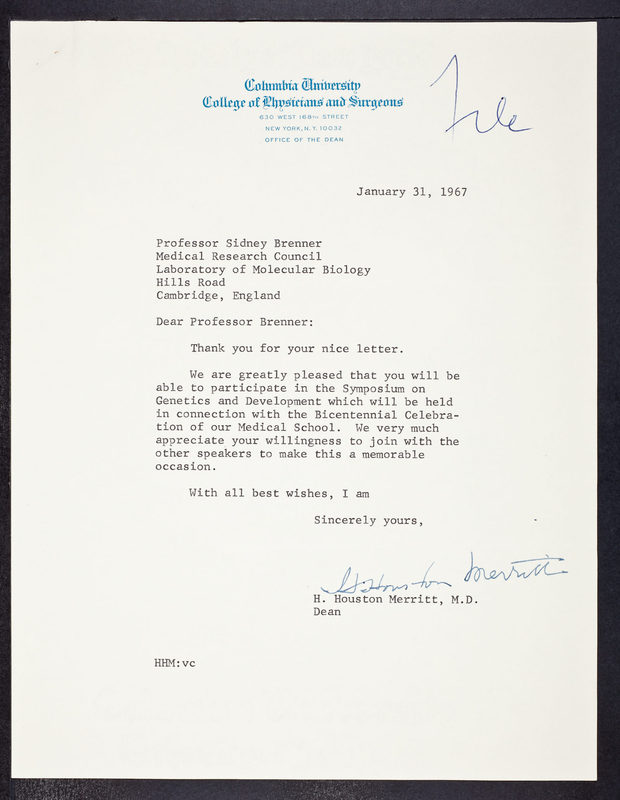 Columbia University
College of Physicians and Surgeons
630 WEST 168TH STREET
NEW YORK, N. Y. 10032
OFFICE OF THE DEAN
File
January 31, 1967
Professor Sidney Brenner
Medical Research Council
Laboratory of Molecular Biology
Hills Road
Cambridge, England
Dear Professor Brenner:
Thank you for your nice letter.
We are greatly pleased that you will be
able to participate in the Symposium on
Genetics and Development which will be held
in connection with the Bicentennial Celebra-
tion of our Medical School. We very much
appreciate your willingness to join with the
other speakers to make this a memorable
occasion.
With all best wishes, I am
Sincerely yours,
H. Houston Merritt
H. Houston Merritt, M.D.
Dean
HHM:vc